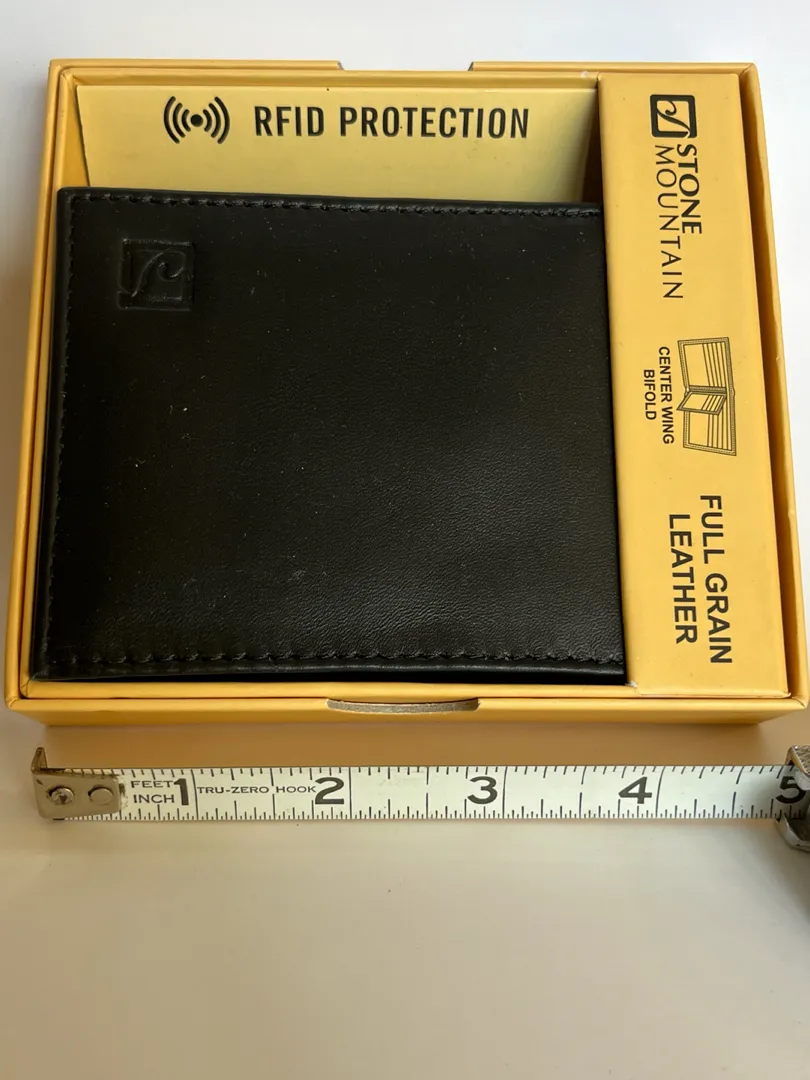 RFID PROTECTION
STONE
MOUNTAIN
CENTER WING
BIFOLD
FULL GRAIN
LEATHER
FEET
INCH
1
TRU-ZERO HOOK
2
3
4
5